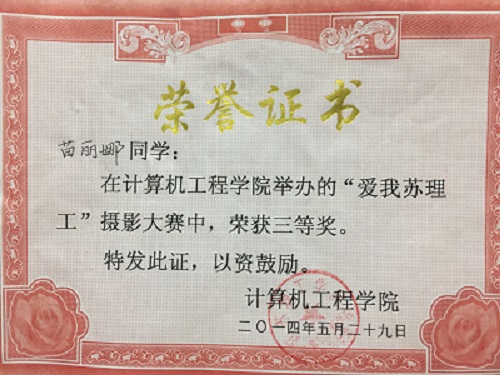 荣誉证书
苗丽娜同学：
在计算机工程学院举办的“爱我苏理
工”摄影大赛中，荣获三等奖。
特发此证，以资鼓励。
计算机工程学院
二〇一四年五月二十九日